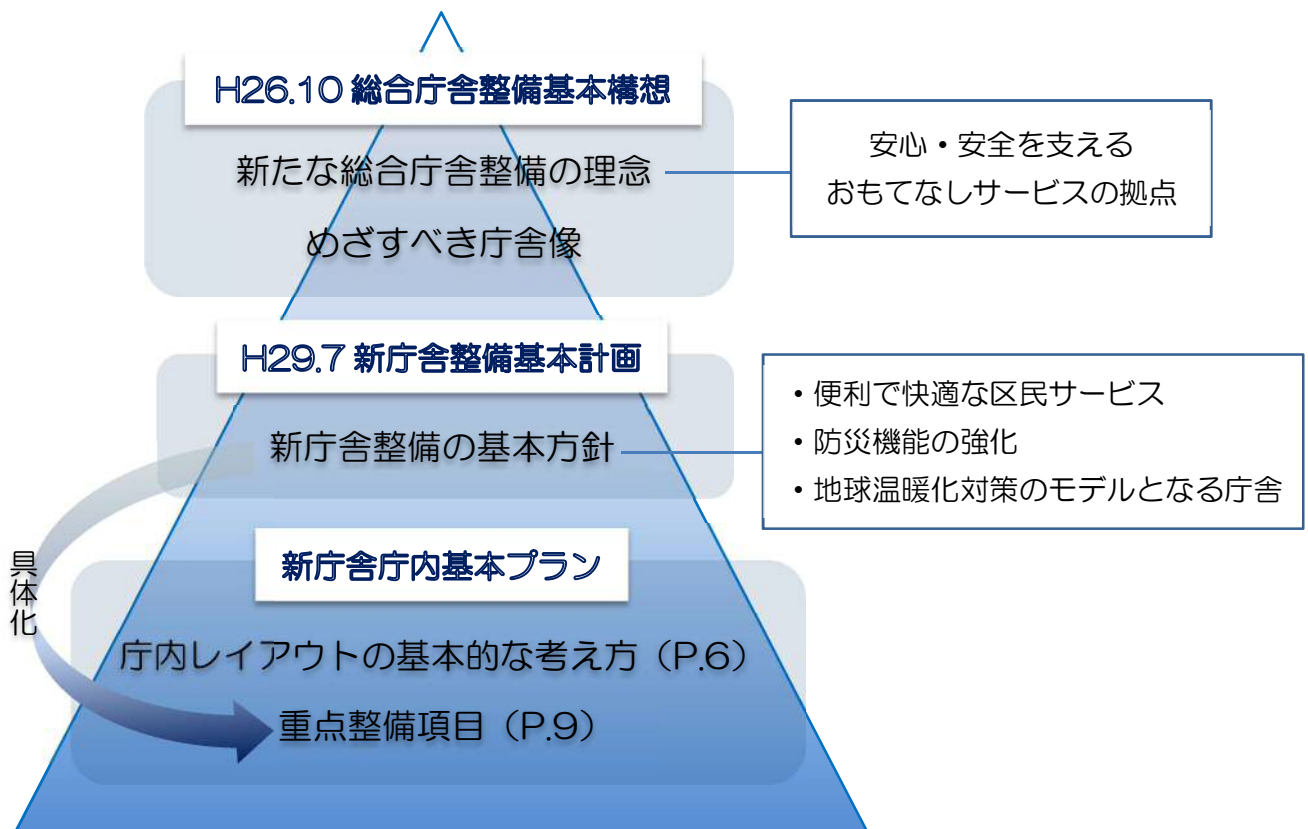 H26.10 総合庁舎整備基本構想
新たな総合庁舎整備の理念
めざすべき庁舎像
安心・安全を支える
おもてなしサービスの拠点
H29.7 新庁舎整備基本計画
新庁舎整備の基本方針
・便利で快適な区民サービス
・防災機能の強化
・地球温暖化対策のモデルとなる庁舎
具体化
新庁舎庁内基本プラン
庁内レイアウトの基本的な考え方（P.6）
重点整備項目（P.9）